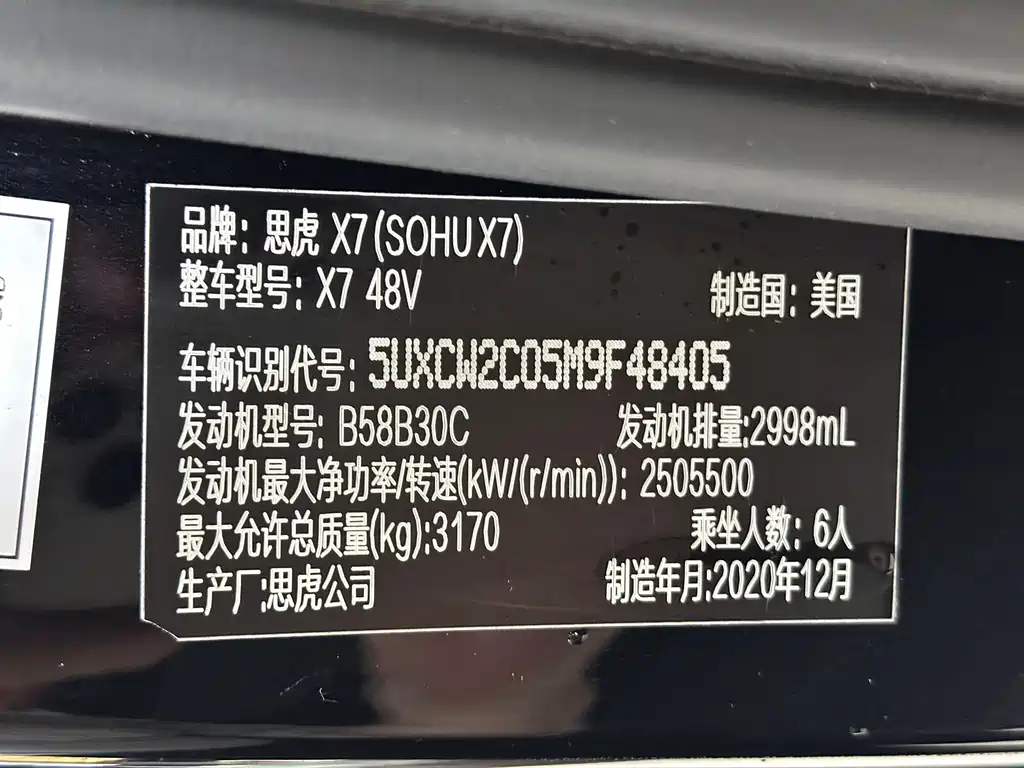 品牌: 思虎 X7(SOHU X7)
整车型号: X7 48V 制造国: 美国
车辆识别代号: 5UXCW2C05M9F48405
发动机型号: B58B30C 发动机排量:2998mL
发动机最大净功率/转速(kW/(r/min)): 2505500
最大允许总质量(kg):3170 乘坐人数: 6人
生产厂:思虎公司 制造年月:2020年12月